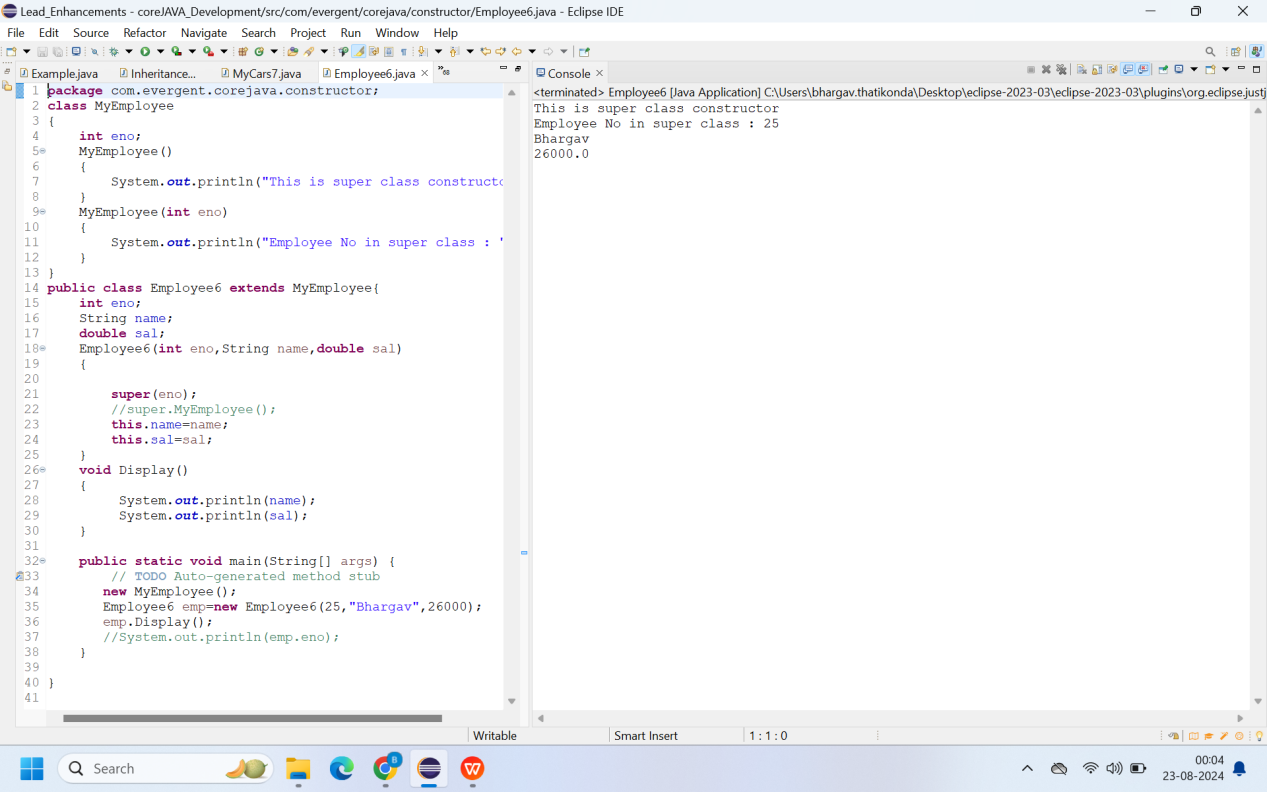 Lead_Enhancements - coreJAVA_Development/src/com/evergent/corejava/constructor/Employee6.java - Eclipse IDE
File Edit Source Refactor Navigate Search Project Run Window Help
Example.java Inheritance... MyCars7.java Employee6.java 68
1 package com.evergent.corejava.constructor;
2 class MyEmployee
3 {
4 int eno;
5 MyEmployee()
6 {
7 System.out.println("This is super class constructo
8 }
9 MyEmployee(int eno)
10 {
11 System.out.println("Employee No in super class : "
12 }
13 }
14 public class Employee6 extends MyEmployee{
15 int eno;
16 String name;
17 double sal;
18 Employee6(int eno,String name,double sal)
19 {
20
21 super(eno);
22 //super.MyEmployee();
23 this.name=name;
24 this.sal=sal;
25 }
26 void Display()
27 {
28 System.out.println(name);
29 System.out.println(sal);
30 }
31
32 public static void main(String[] args) {
33 // TODO Auto-generated method stub
34 new MyEmployee();
35 Employee6 emp=new Employee6(25,"Bhargav",26000);
36 emp.Display();
37 //System.out.println(emp.eno);
38 }
39
40 }
41
Console
<terminated> Employee6 [Java Application] C:\Users\bhargav.thatikonda\Desktop\eclipse-2023-03\eclipse-2023-03\plugins\org.eclipse.justj
This is super class constructor
Employee No in super class : 25
Bhargav
26000.0
Writable Smart Insert 1 : 1 : 0
Search
B
W
00:04
23-08-2024